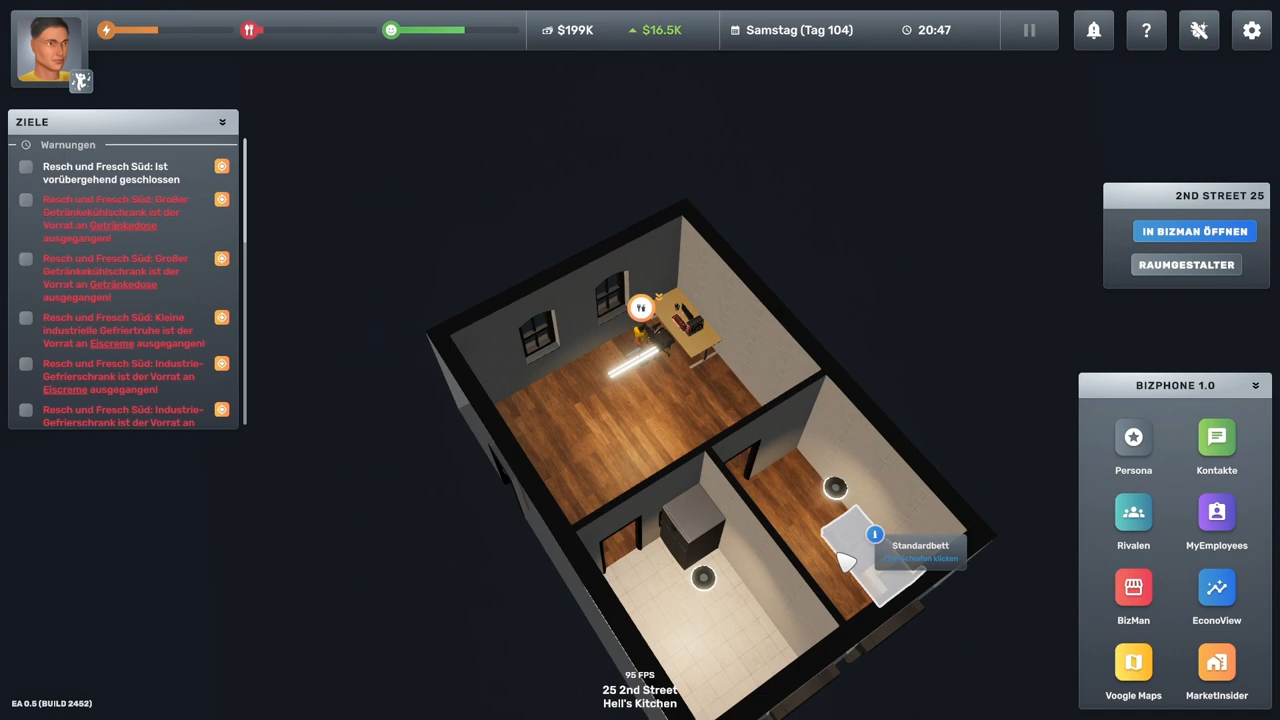 $199K
$16.5K
Samstag (Tag 104)
20:47
?
ZIELE
Warnungen
Resch und Fresch Süd: Ist
vorübergehend geschlossen
Resch und Fresch Süd: Großer
Getränkekühlschrank ist der
Vorrat an Getränkedose
ausgegangen!
Resch und Fresch Süd: Großer
Getränkekühlschrank ist der
Vorrat an Getränkedose
ausgegangen!
Resch und Fresch Süd: Kleine
industrielle Gefriertruhe ist der
Vorrat an Eiscreme ausgegangen!
Resch und Fresch Süd: Industrie-
Gefrierschrank ist der Vorrat an
Eiscreme ausgegangen!
Resch und Fresch Süd: Industrie-
Gefrierschrank ist der Vorrat an
2ND STREET 25
IN BIZMAN ÖFFNEN
RAUMGESTALTER
BIZPHONE 1.0
Persona
Kontakte
Rivalen
MyEmployees
BizMan
EconoView
Voogle Maps
MarketInsider
Standardbett
klicken
95 FPS
25 2nd Street
Hell's Kitchen
EA 0.5 (BUILD 2452)